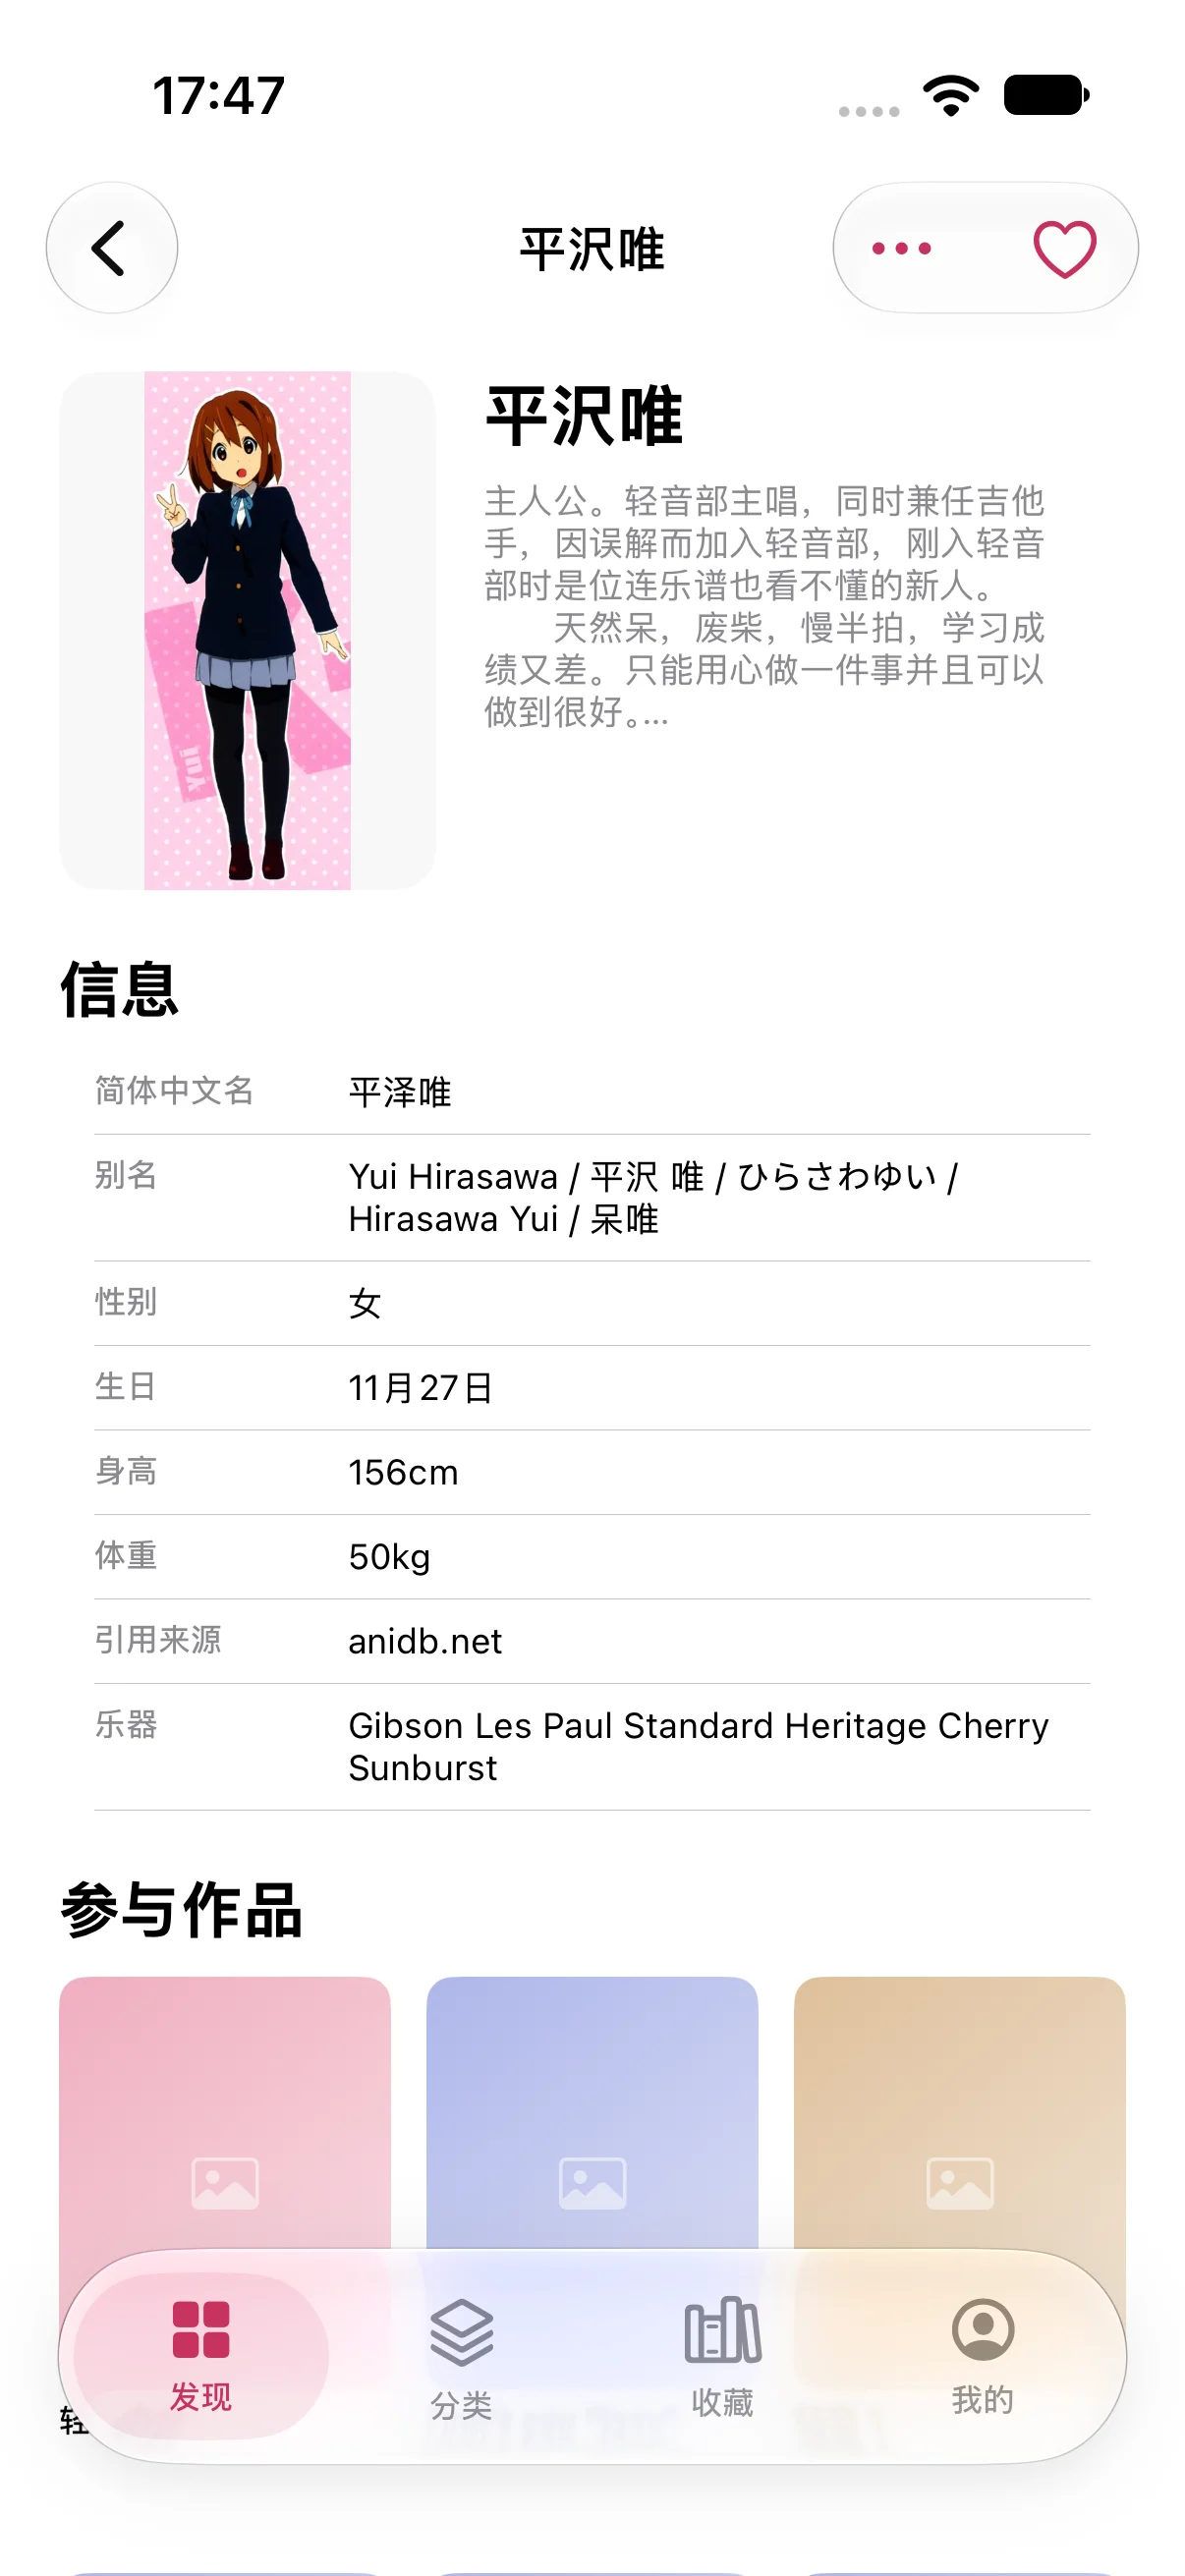 17:47
平沢唯
平沢唯
主人公。轻音部主唱，同时兼任吉他
手，因误解而加入轻音部，刚入轻音
部时是位连乐谱也看不懂的新人。
天然呆，废柴，慢半拍，学习成
绩又差。只能用心做一件事并且可以
做到很好。...
Yui
信息
简体中文名 平泽唯
别名 Yui Hirasawa / 平沢 唯 / ひらさわゆい /
Hirasawa Yui / 呆唯
性别 女
生日 11月27日
身高 156cm
体重 50kg
引用来源 anidb.net
乐器 Gibson Les Paul Standard Heritage Cherry
Sunburst
参与作品
轻
发现 分类 收藏 我的